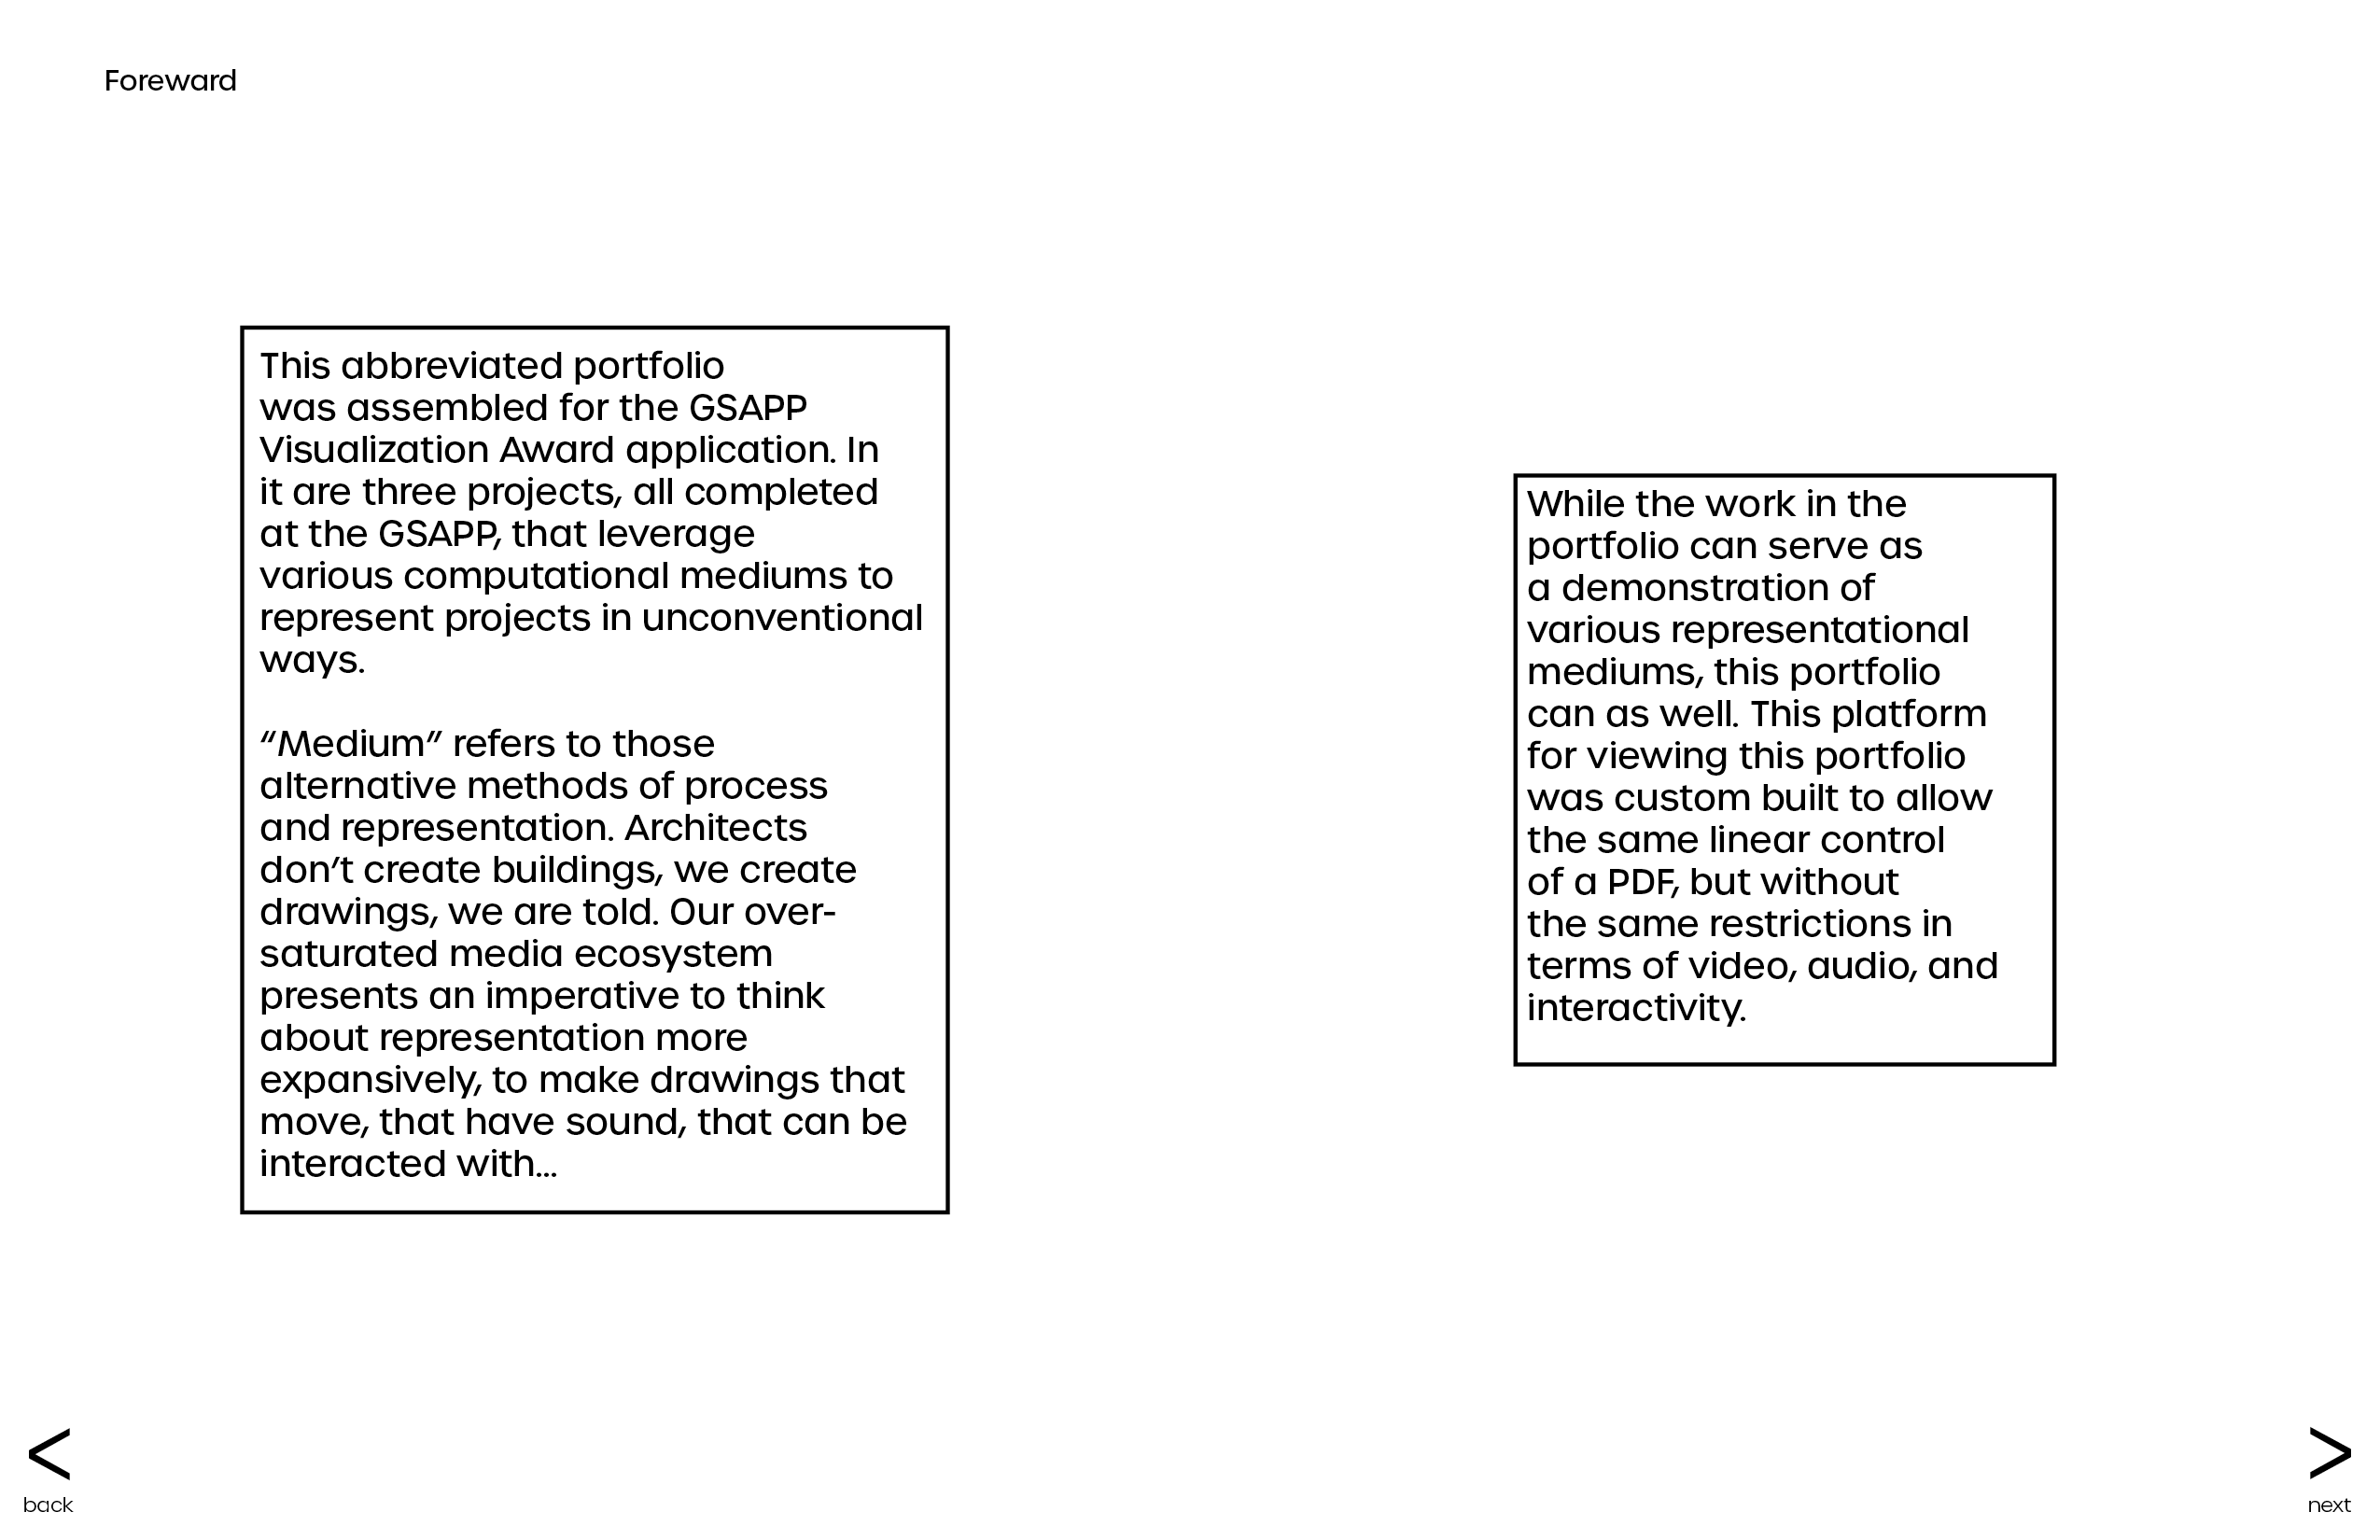 Foreward
This abbreviated portfolio
was assembled for the GSAPP
Visualization Award application. In
it are three projects, all completed
at the GSAPP, that leverage
various computational mediums to
represent projects in unconventional
ways.
“Medium” refers to those
alternative methods of process
and representation. Architects
don’t create buildings, we create
drawings, we are told. Our over-
saturated media ecosystem
presents an imperative to think
about representation more
expansively, to make drawings that
move, that have sound, that can be
interacted with...
While the work in the
portfolio can serve as
a demonstration of
various representational
mediums, this portfolio
can as well. This platform
for viewing this portfolio
was custom built to allow
the same linear control
of a PDF, but without
the same restrictions in
terms of video, audio, and
interactivity.
<
back
>
next